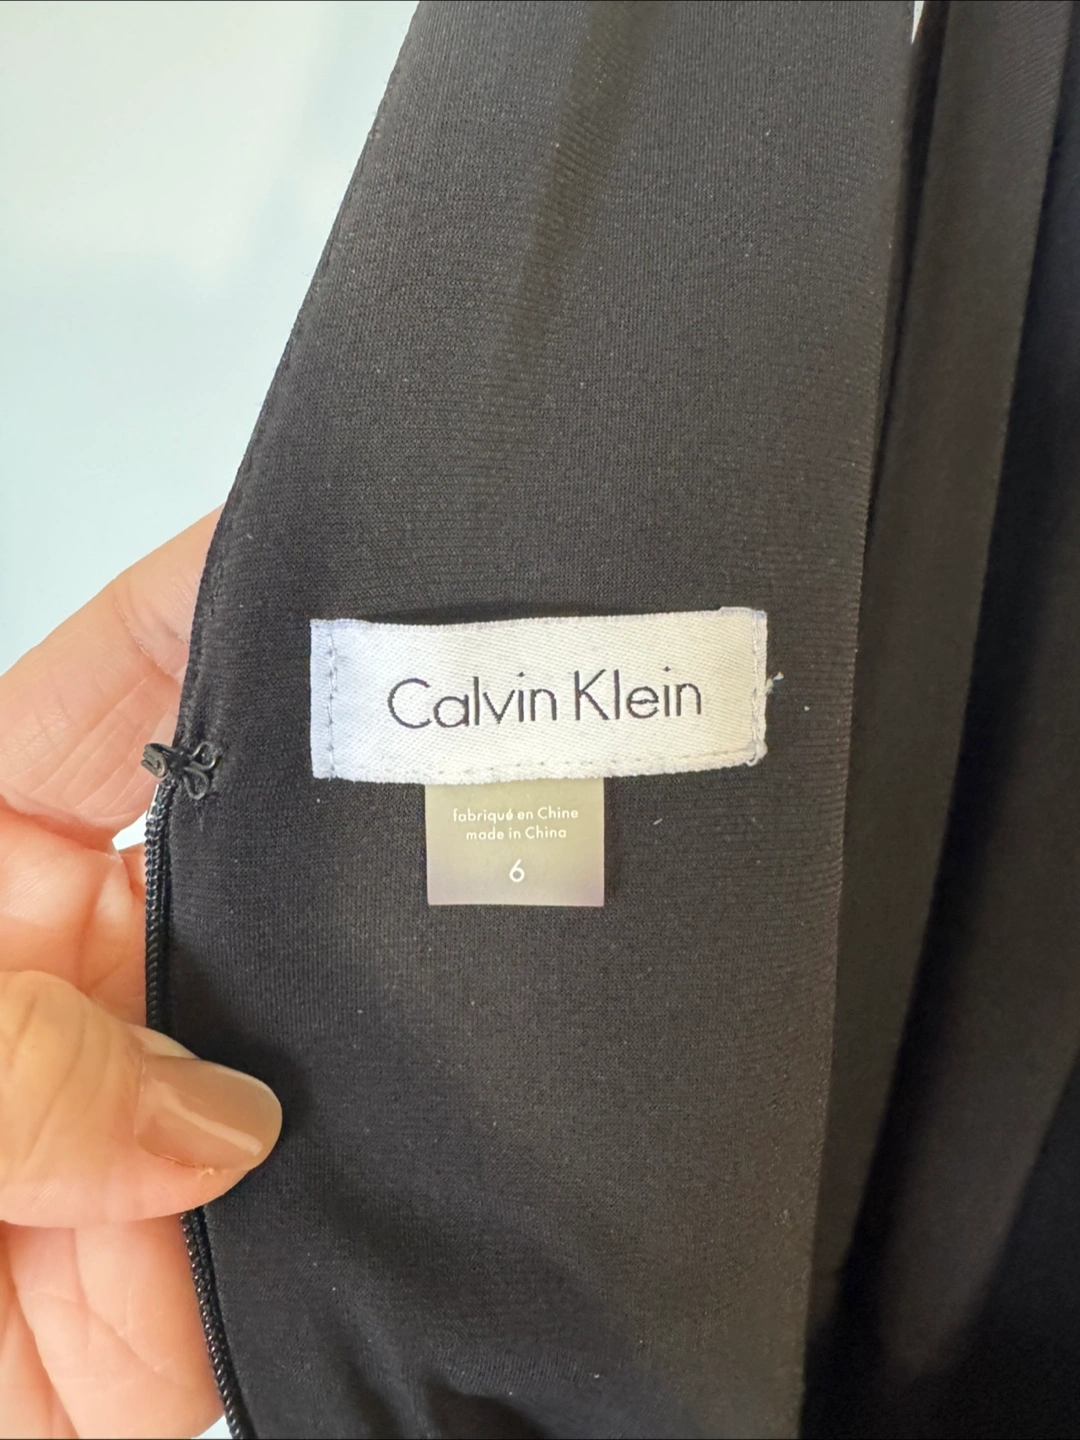 Calvin Klein
fabriqué en Chine
made in China
6